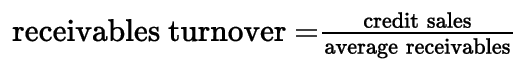 receivables turnover = credit sales / average receivables